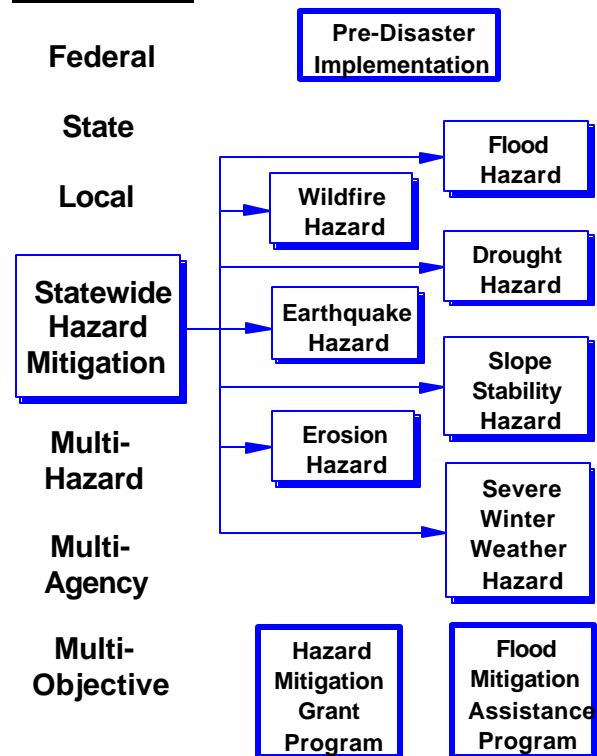 Federal
Pre-Disaster
Implementation
State
Flood
Hazard
Local
Wildfire
Hazard
Drought
Hazard
Statewide
Hazard
Mitigation
Earthquake
Hazard
Slope
Stability
Hazard
Multi-
Hazard
Erosion
Hazard
Severe
Winter
Weather
Hazard
Multi-
Agency
Multi-
Objective
Hazard
Mitigation
Grant
Program
Flood
Mitigation
Assistance
Program